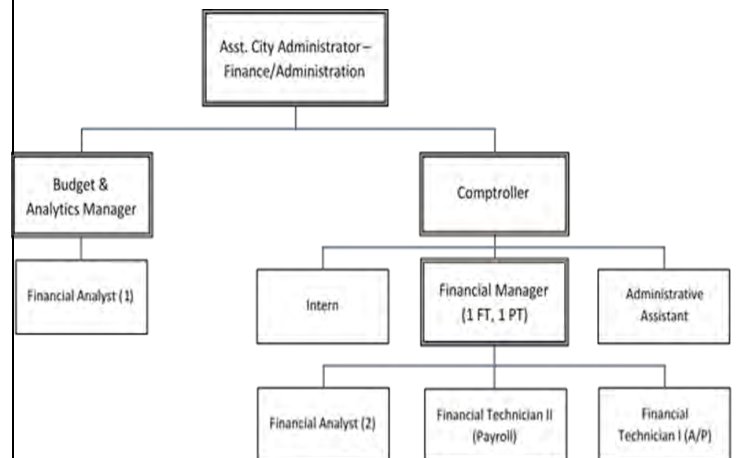 Asst. City Administrator –
Finance/Administration
Budget &
Analytics Manager
Comptroller
Financial Analyst (1)
Intern
Financial Manager
(1 FT, 1 PT)
Administrative
Assistant
Financial Analyst (2)
Financial Technician II
(Payroll)
Financial
Technician I (A/P)